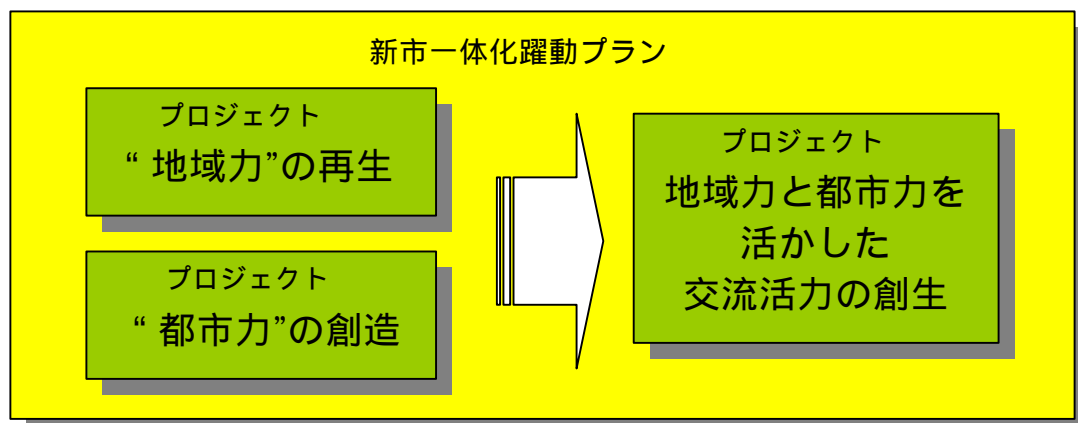 新市一体化躍動プラン
プロジェクト
“地域力”の再生
プロジェクト
“都市力”の創造
プロジェクト
地域力と都市力を
活かした
交流活力の創生